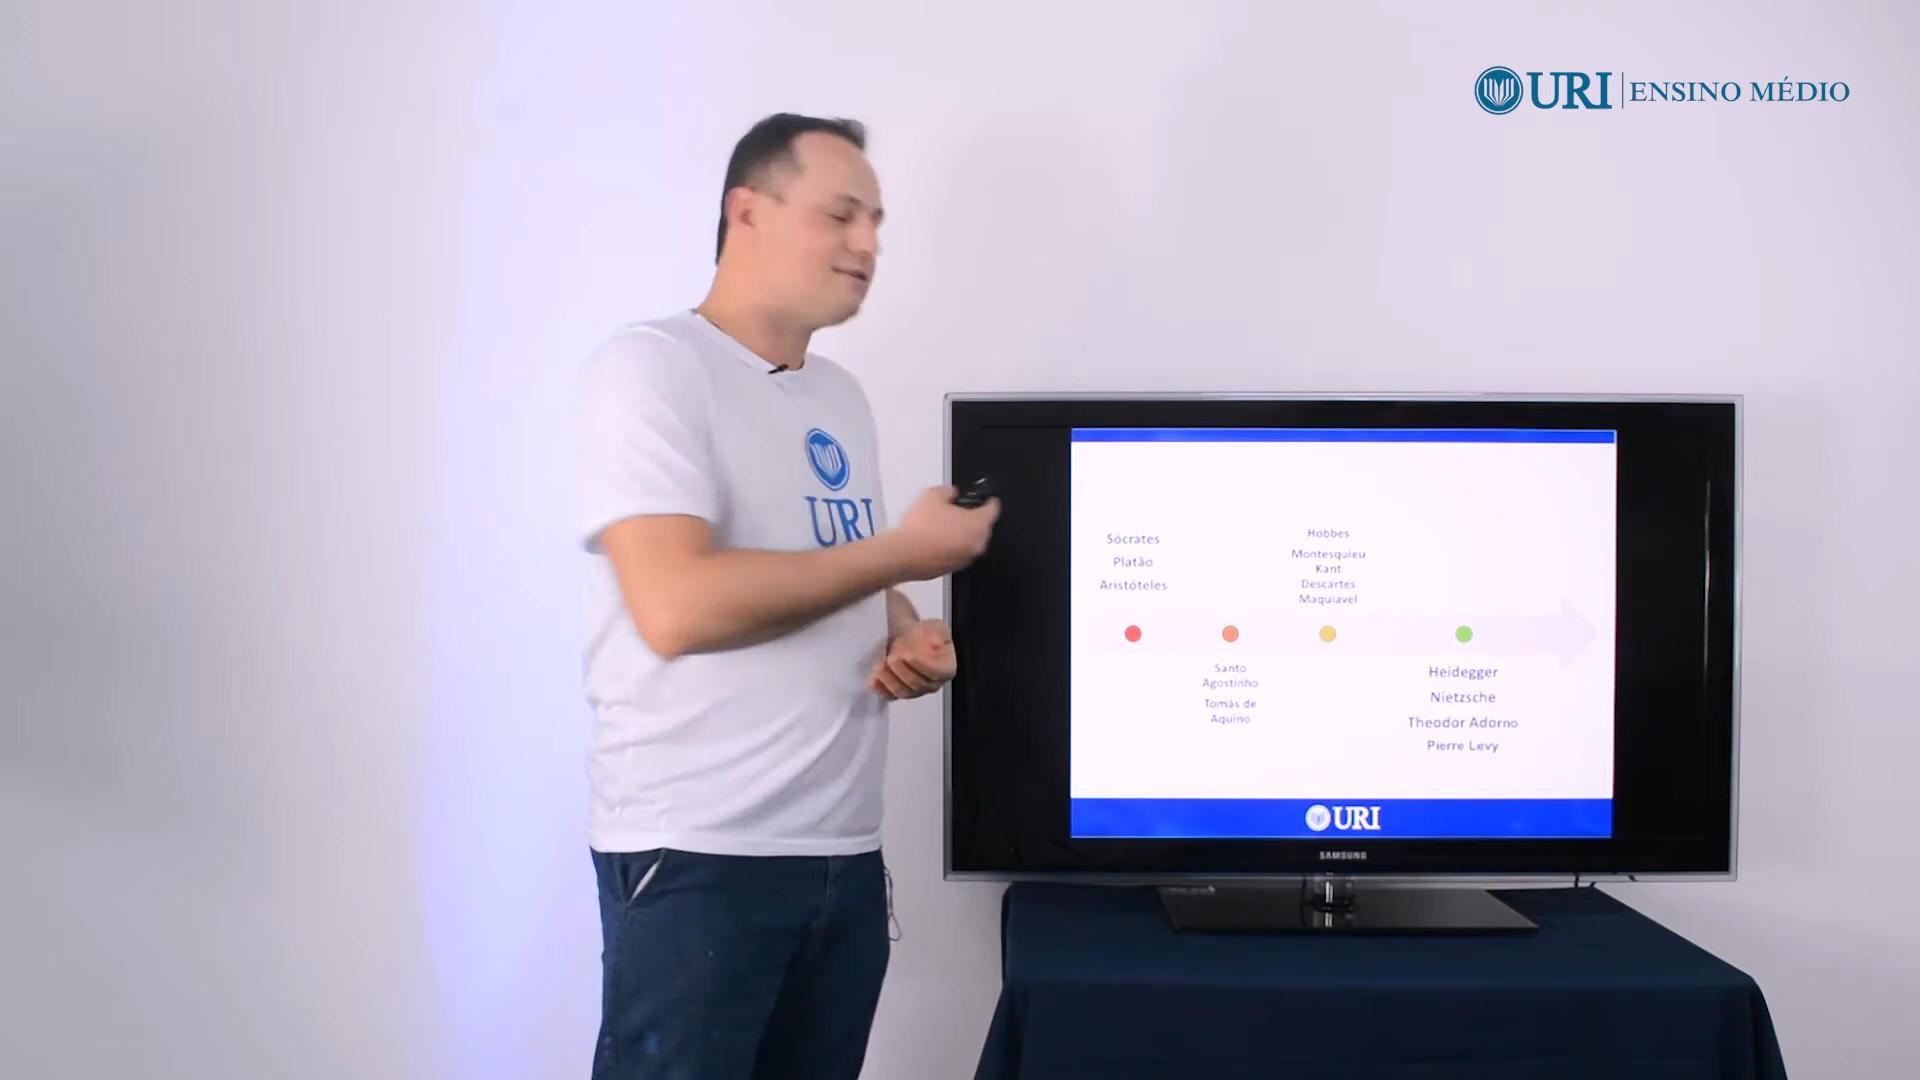 URI ENSINO MÉDIO
URI
Sócrates
Platão
Aristóteles
Hobbes
Montesquieu
Kant
Descartes
Maquiavel
Santo
Agostinho
Tomás de
Aquino
Heidegger
Nietzsche
Theodor Adorno
Pierre Levy
URI
SAMSUNG